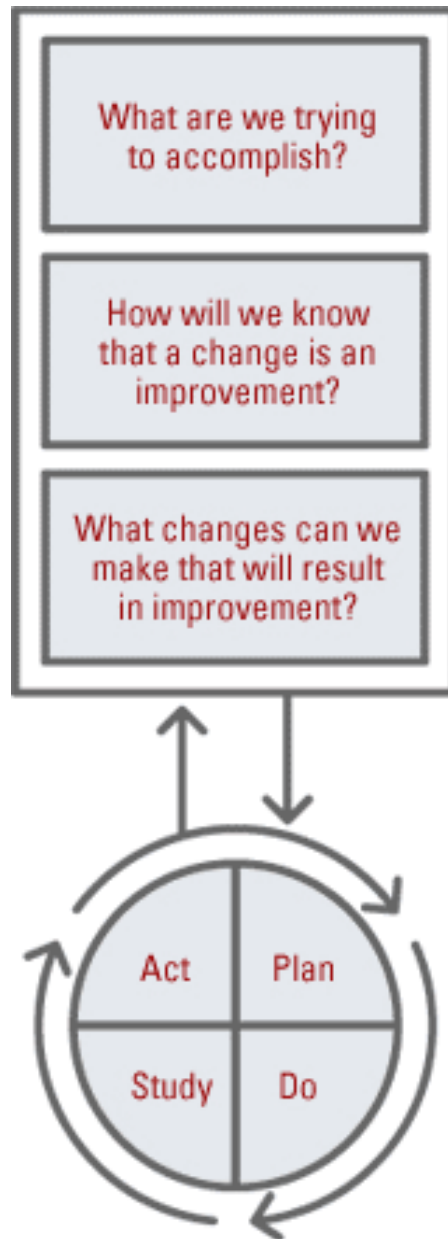 What are we trying
to accomplish?
How will we know
that a change is an
improvement?
What changes can we
make that will result
in improvement?
Act
Plan
Study
Do